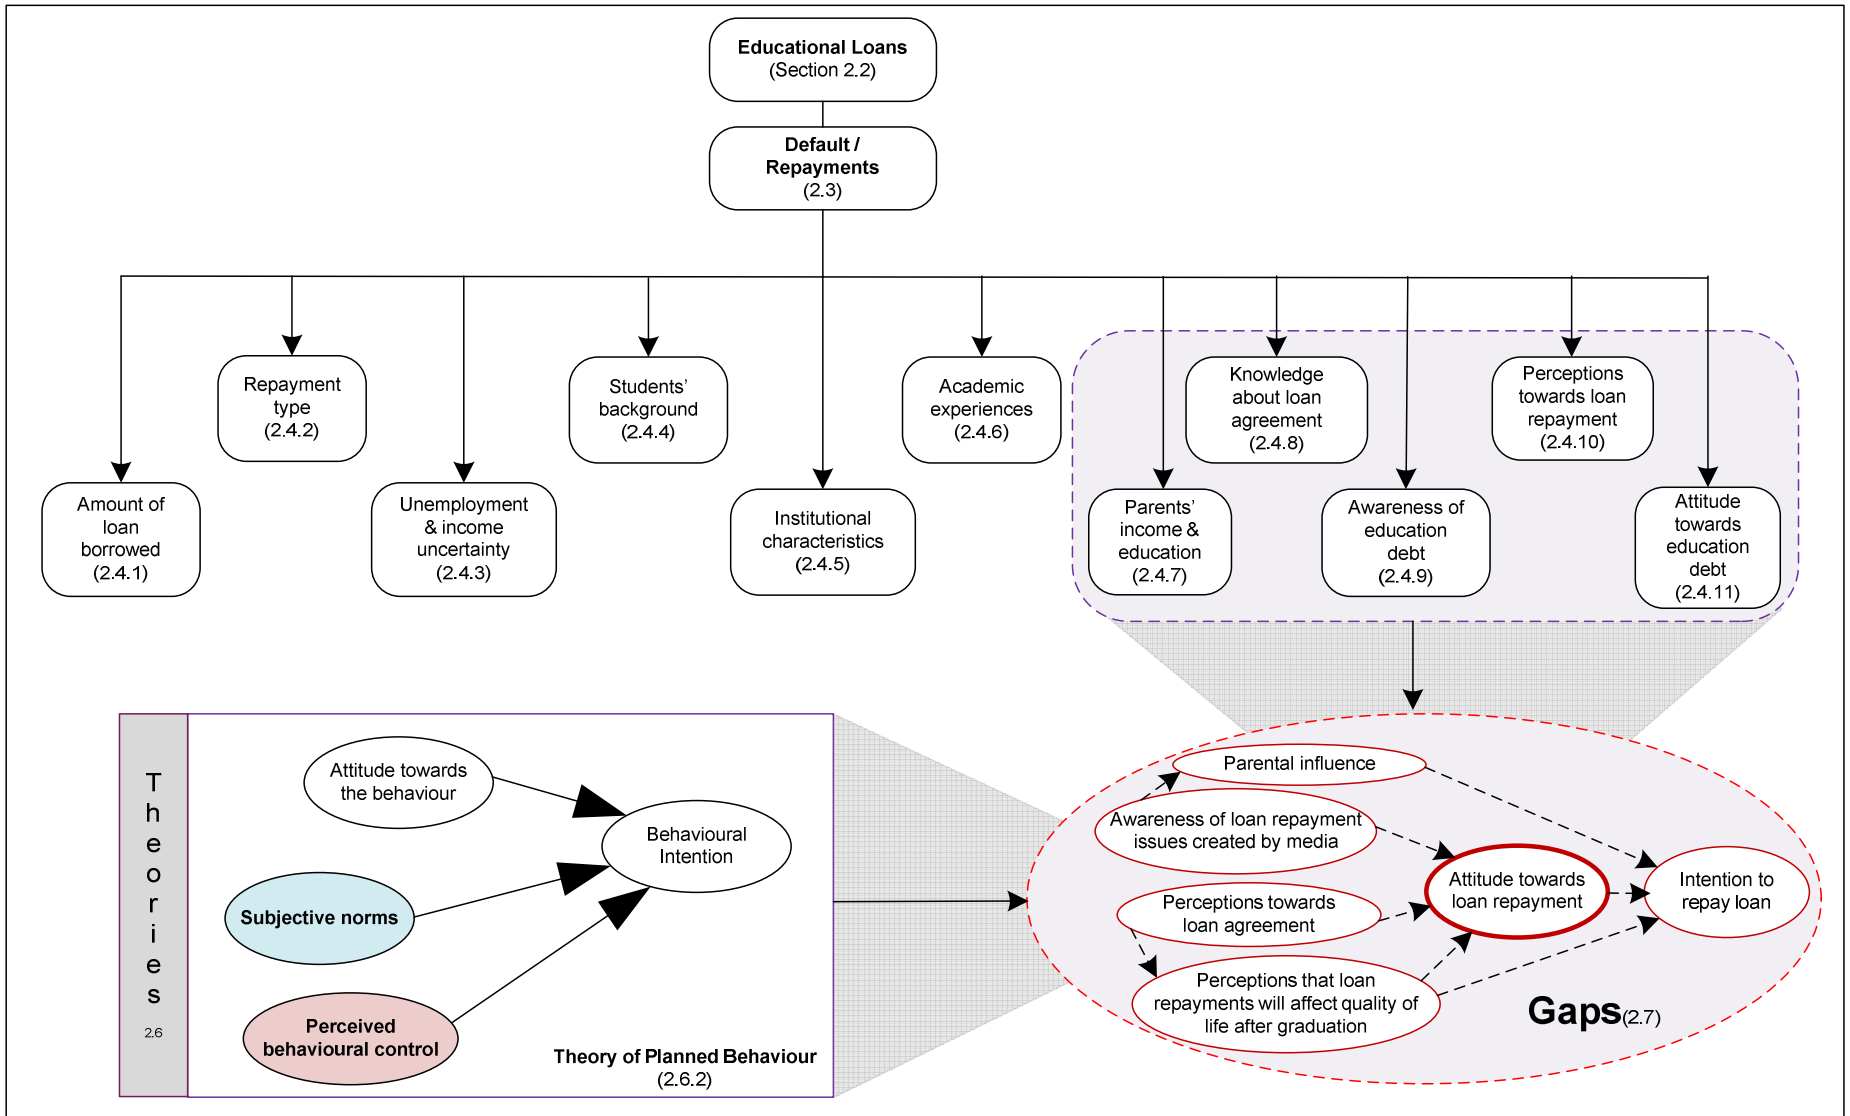 Educational Loans
(Section 2.2)
Default /
Repayments
(2.3)
Repayment
type
(2.4.2)
Students'
background
(2.4.4)
Academic
experiences
(2.4.6)
Knowledge
about loan
agreement
(2.4.8)
Perceptions
towards loan
repayment
(2.4.10)
Amount of
loan
borrowed
(2.4.1)
Unemployment
& income
uncertainty
(2.4.3)
Institutional
characteristics
(2.4.5)
Parents'
income &
education
(2.4.7)
Awareness of
education
debt
(2.4.9)
Attitude
towards
education
debt
(2.4.11)
Theories
2.6
Attitude towards
the behaviour
Behavioural
Intention
Subjective norms
Perceived
behavioural control
Theory of Planned Behaviour
(2.6.2)
Parental influence
Awareness of loan repayment
issues created by media
Attitude towards
loan repayment
Intention to
repay loan
Perceptions towards
loan agreement
Perceptions that loan
repayments will affect quality of
life after graduation
Gaps(2.7)